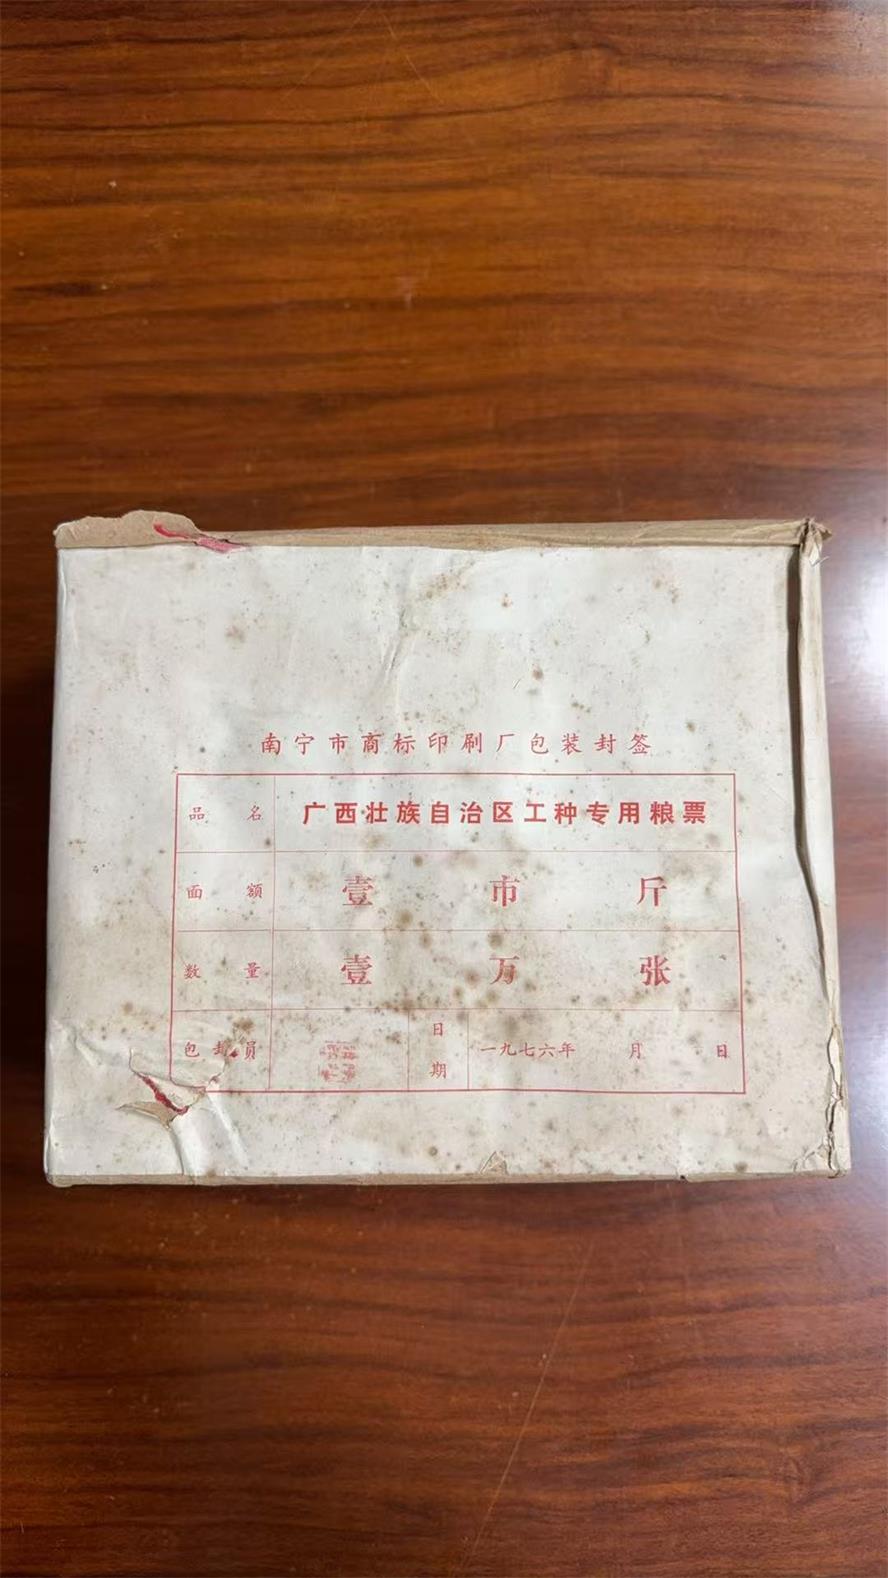 南宁市商标印刷厂包装封签
品名 广西壮族自治区工种专用粮票
面额 壹市斤
数量 壹万张
包封員 日期 一九七六年 月 日